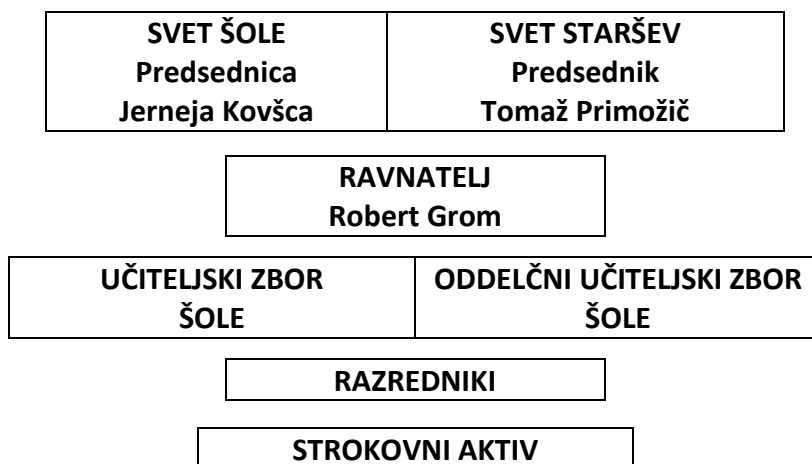 SVET ŠOLE
Predsednica
Jerneja Kovšca
SVET STARŠEV
Predsednik
Tomaž Primožič
RAVNATELJ
Robert Grom
UČITELJSKI ZBOR
ŠOLE
ODDELČNI UČITELJSKI ZBOR
ŠOLE
RAZREDNIKI
STROKOVNI AKTIV